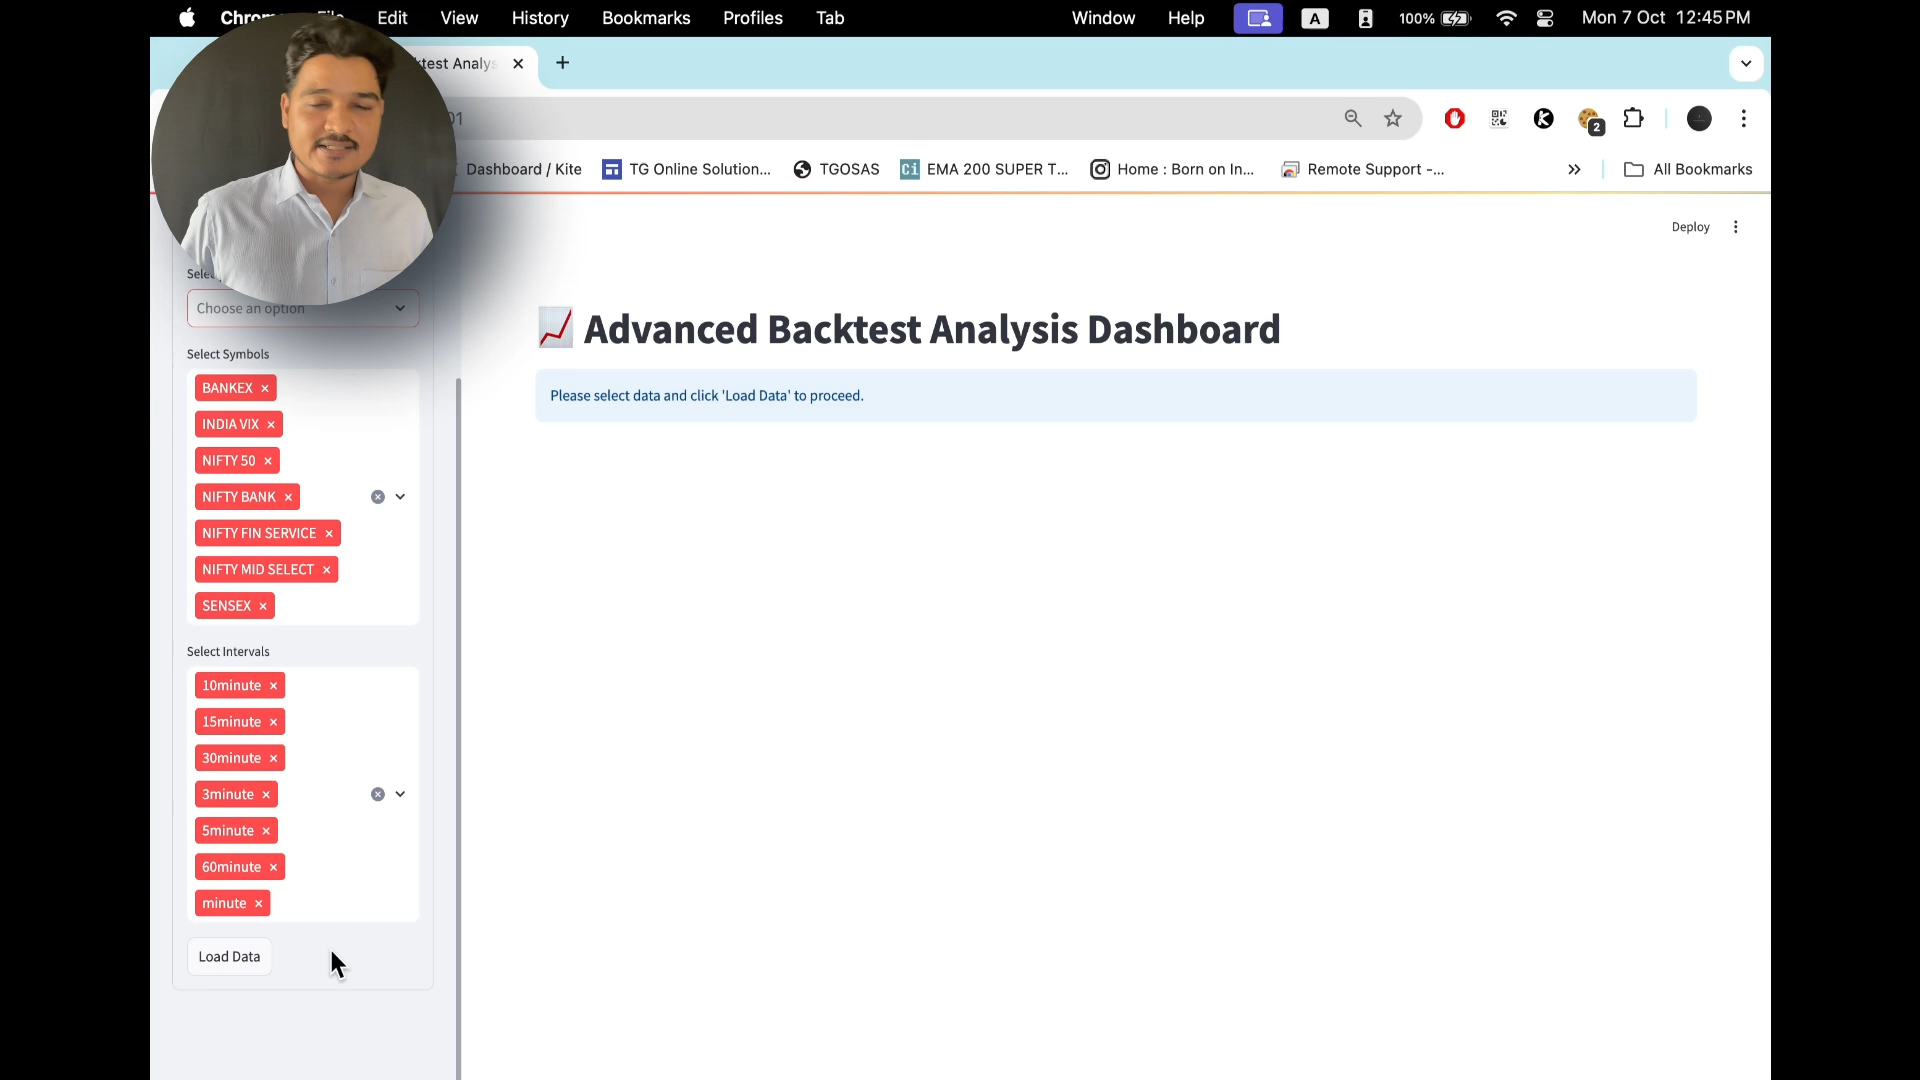 Edit View History Bookmarks Profiles Tab Window Help A 100% Mon 7 Oct 12:45 PM
Dashboard / Kite TG Online Solution... TGOSAS Ci EMA 200 SUPER T... Home : Born on In... Remote Support -... All Bookmarks
2
Deploy
Choose an option
Select Symbols
BANKEX
INDIA VIX
NIFTY 50
NIFTY BANK
NIFTY FIN SERVICE
NIFTY MID SELECT
SENSEX
Select Intervals
10minute
15minute
30minute
3minute
5minute
60minute
minute
Load Data
Advanced Backtest Analysis Dashboard
Please select data and click 'Load Data' to proceed.